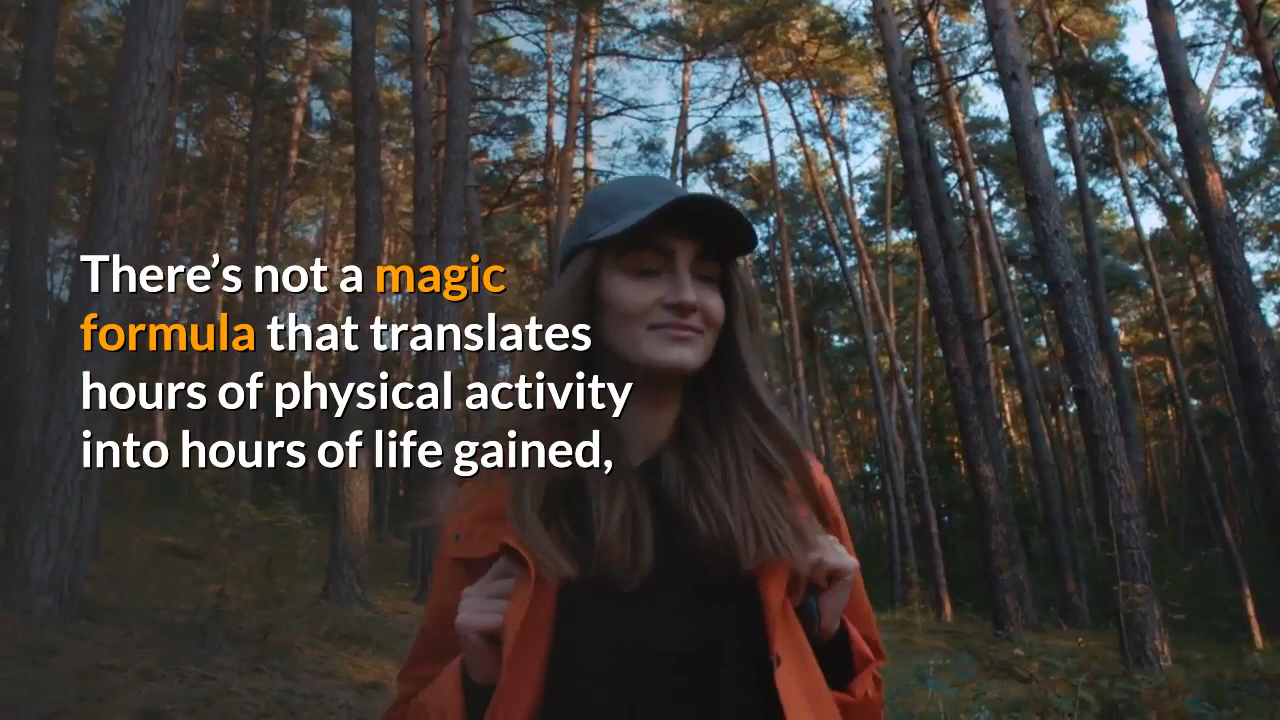 There’s not a magic
formula that translates
hours of physical activity
into hours of life gained,